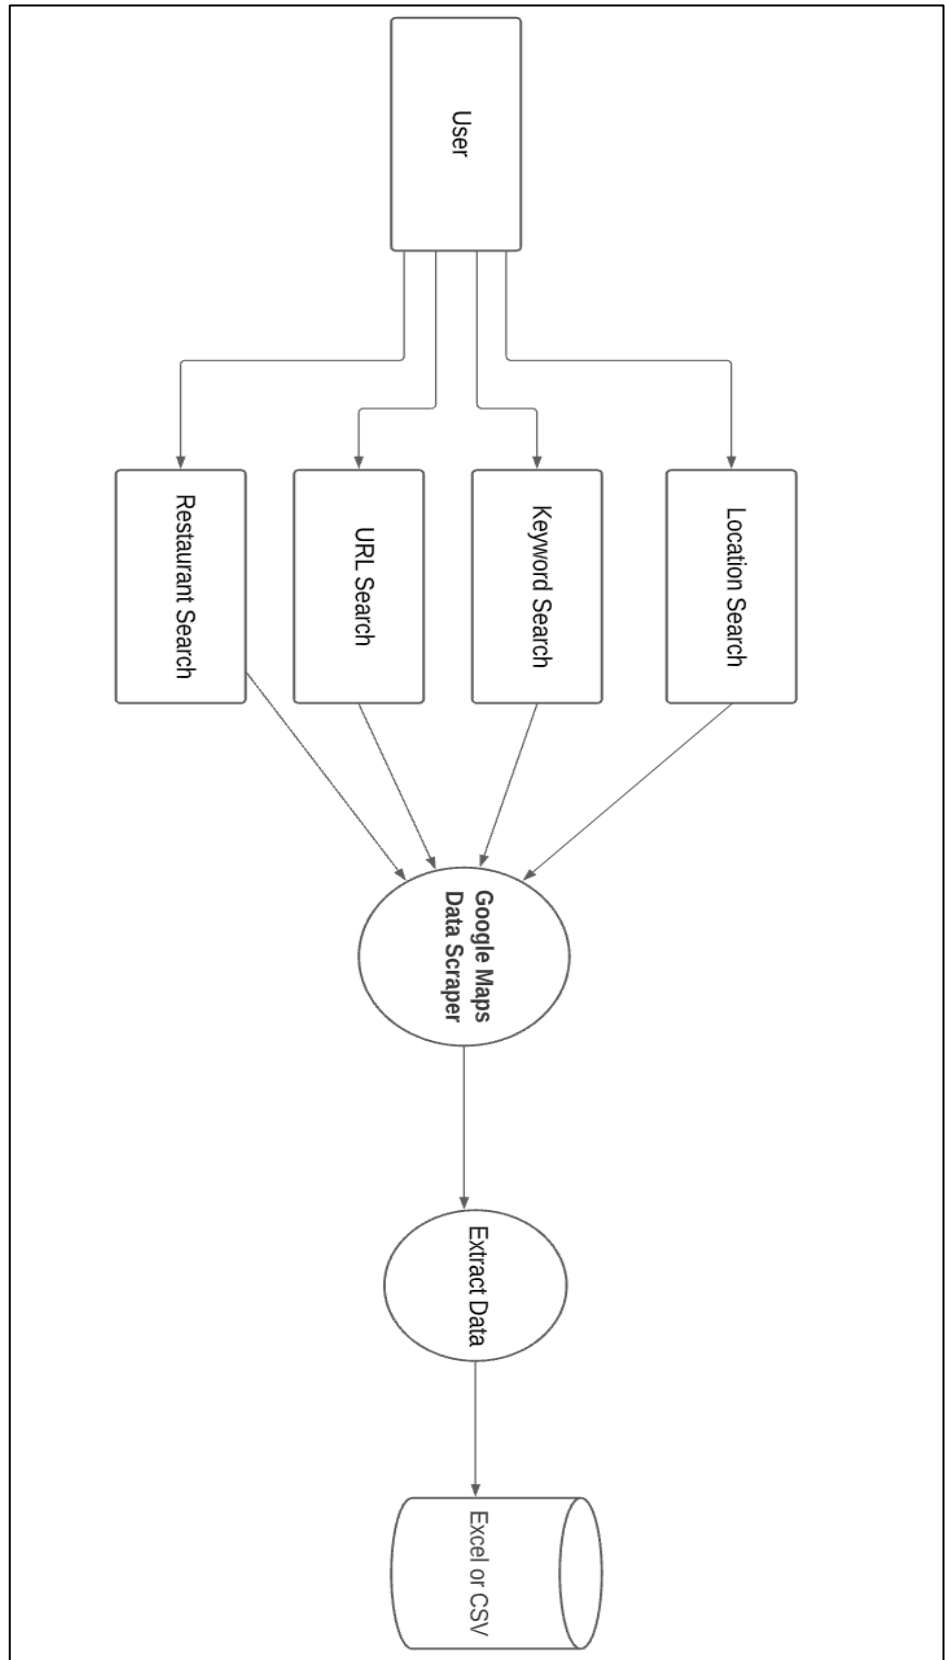 User
Location Search
Keyword Search
URL Search
Restaurant Search
Google Maps
Data Scraper
Extract Data
Excel or CSV